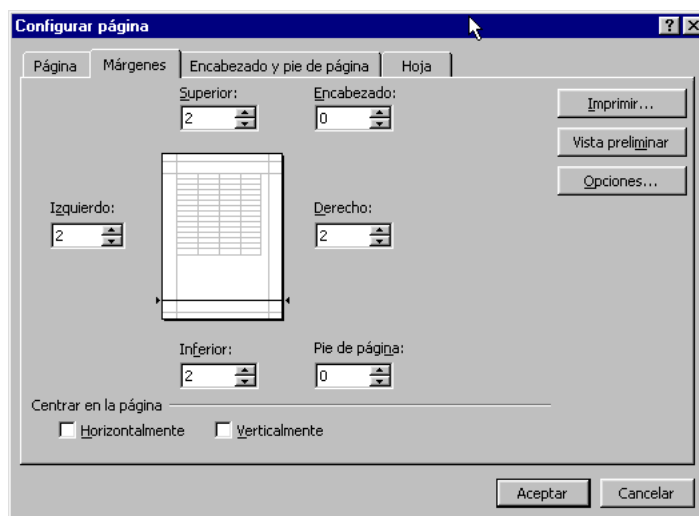 Configurar página
Página Márgenes Encabezado y pie de página Hoja
Superior: Encabezado:
2 0
Imprimir...
Vista preliminar
Opciones...
Izquierdo: Derecho:
2 2
Inferior: Pie de página:
2 0
Centrar en la página
Horizontalmente Verticalmente
Aceptar Cancelar